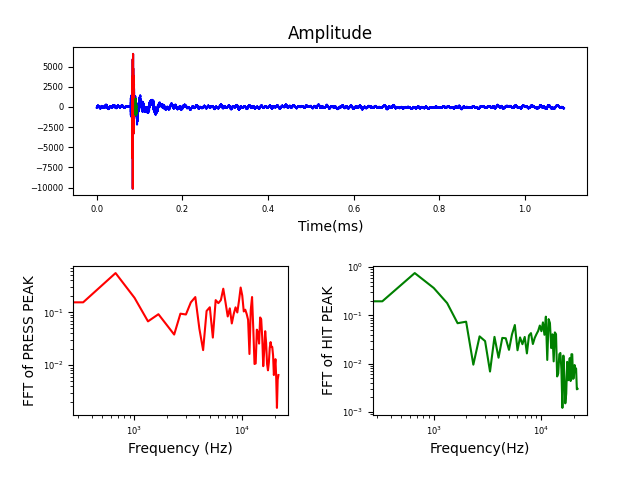 Amplitude
5000
2500
0
−2500
−5000
−7500
−10000
0.0 0.2 0.4 0.6 0.8 1.0
Time(ms)
FFT of PRESS PEAK
10⁻¹
10⁻²
10³ 10⁴
Frequency (Hz)
FFT of HIT PEAK
10⁰
10⁻¹
10⁻²
10⁻³
10³ 10⁴
Frequency(Hz)